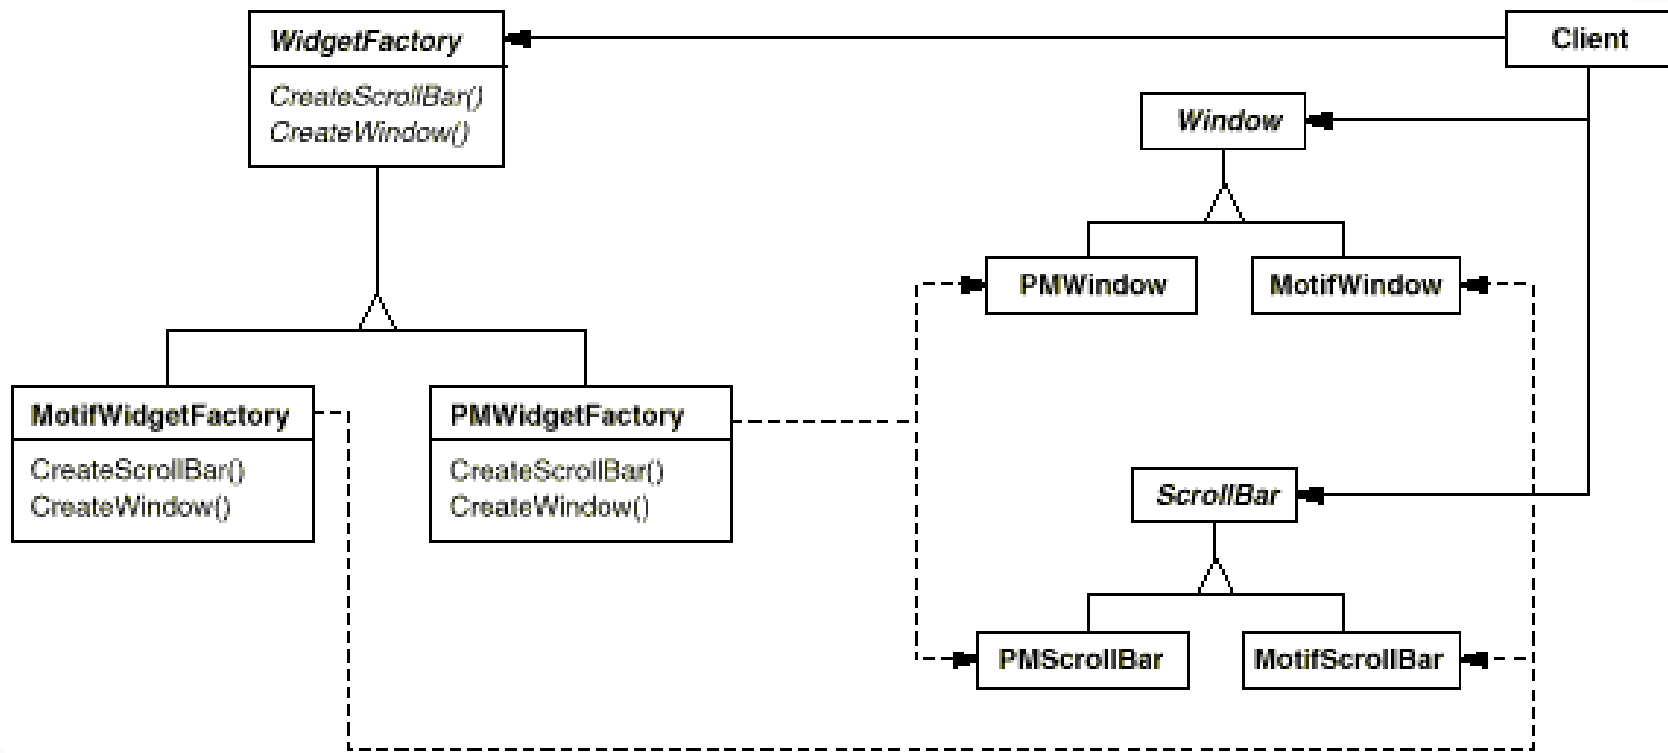 WidgetFactory
CreateScrollBar()
CreateWindow()
Client
Window
PMWindow
MotifWindow
MotifWidgetFactory
CreateScrollBar()
CreateWindow()
PMWidgetFactory
CreateScrollBar()
CreateWindow()
ScrollBar
PMScrollBar
MotifScrollBar